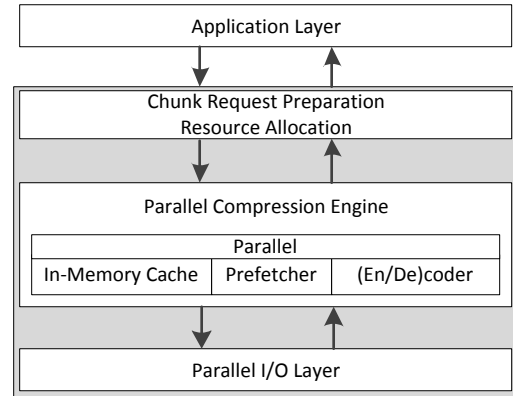 Application Layer
Chunk Request Preparation
Resource Allocation
Parallel Compression Engine
Parallel
In-Memory Cache
Prefetcher
(En/De)coder
Parallel I/O Layer